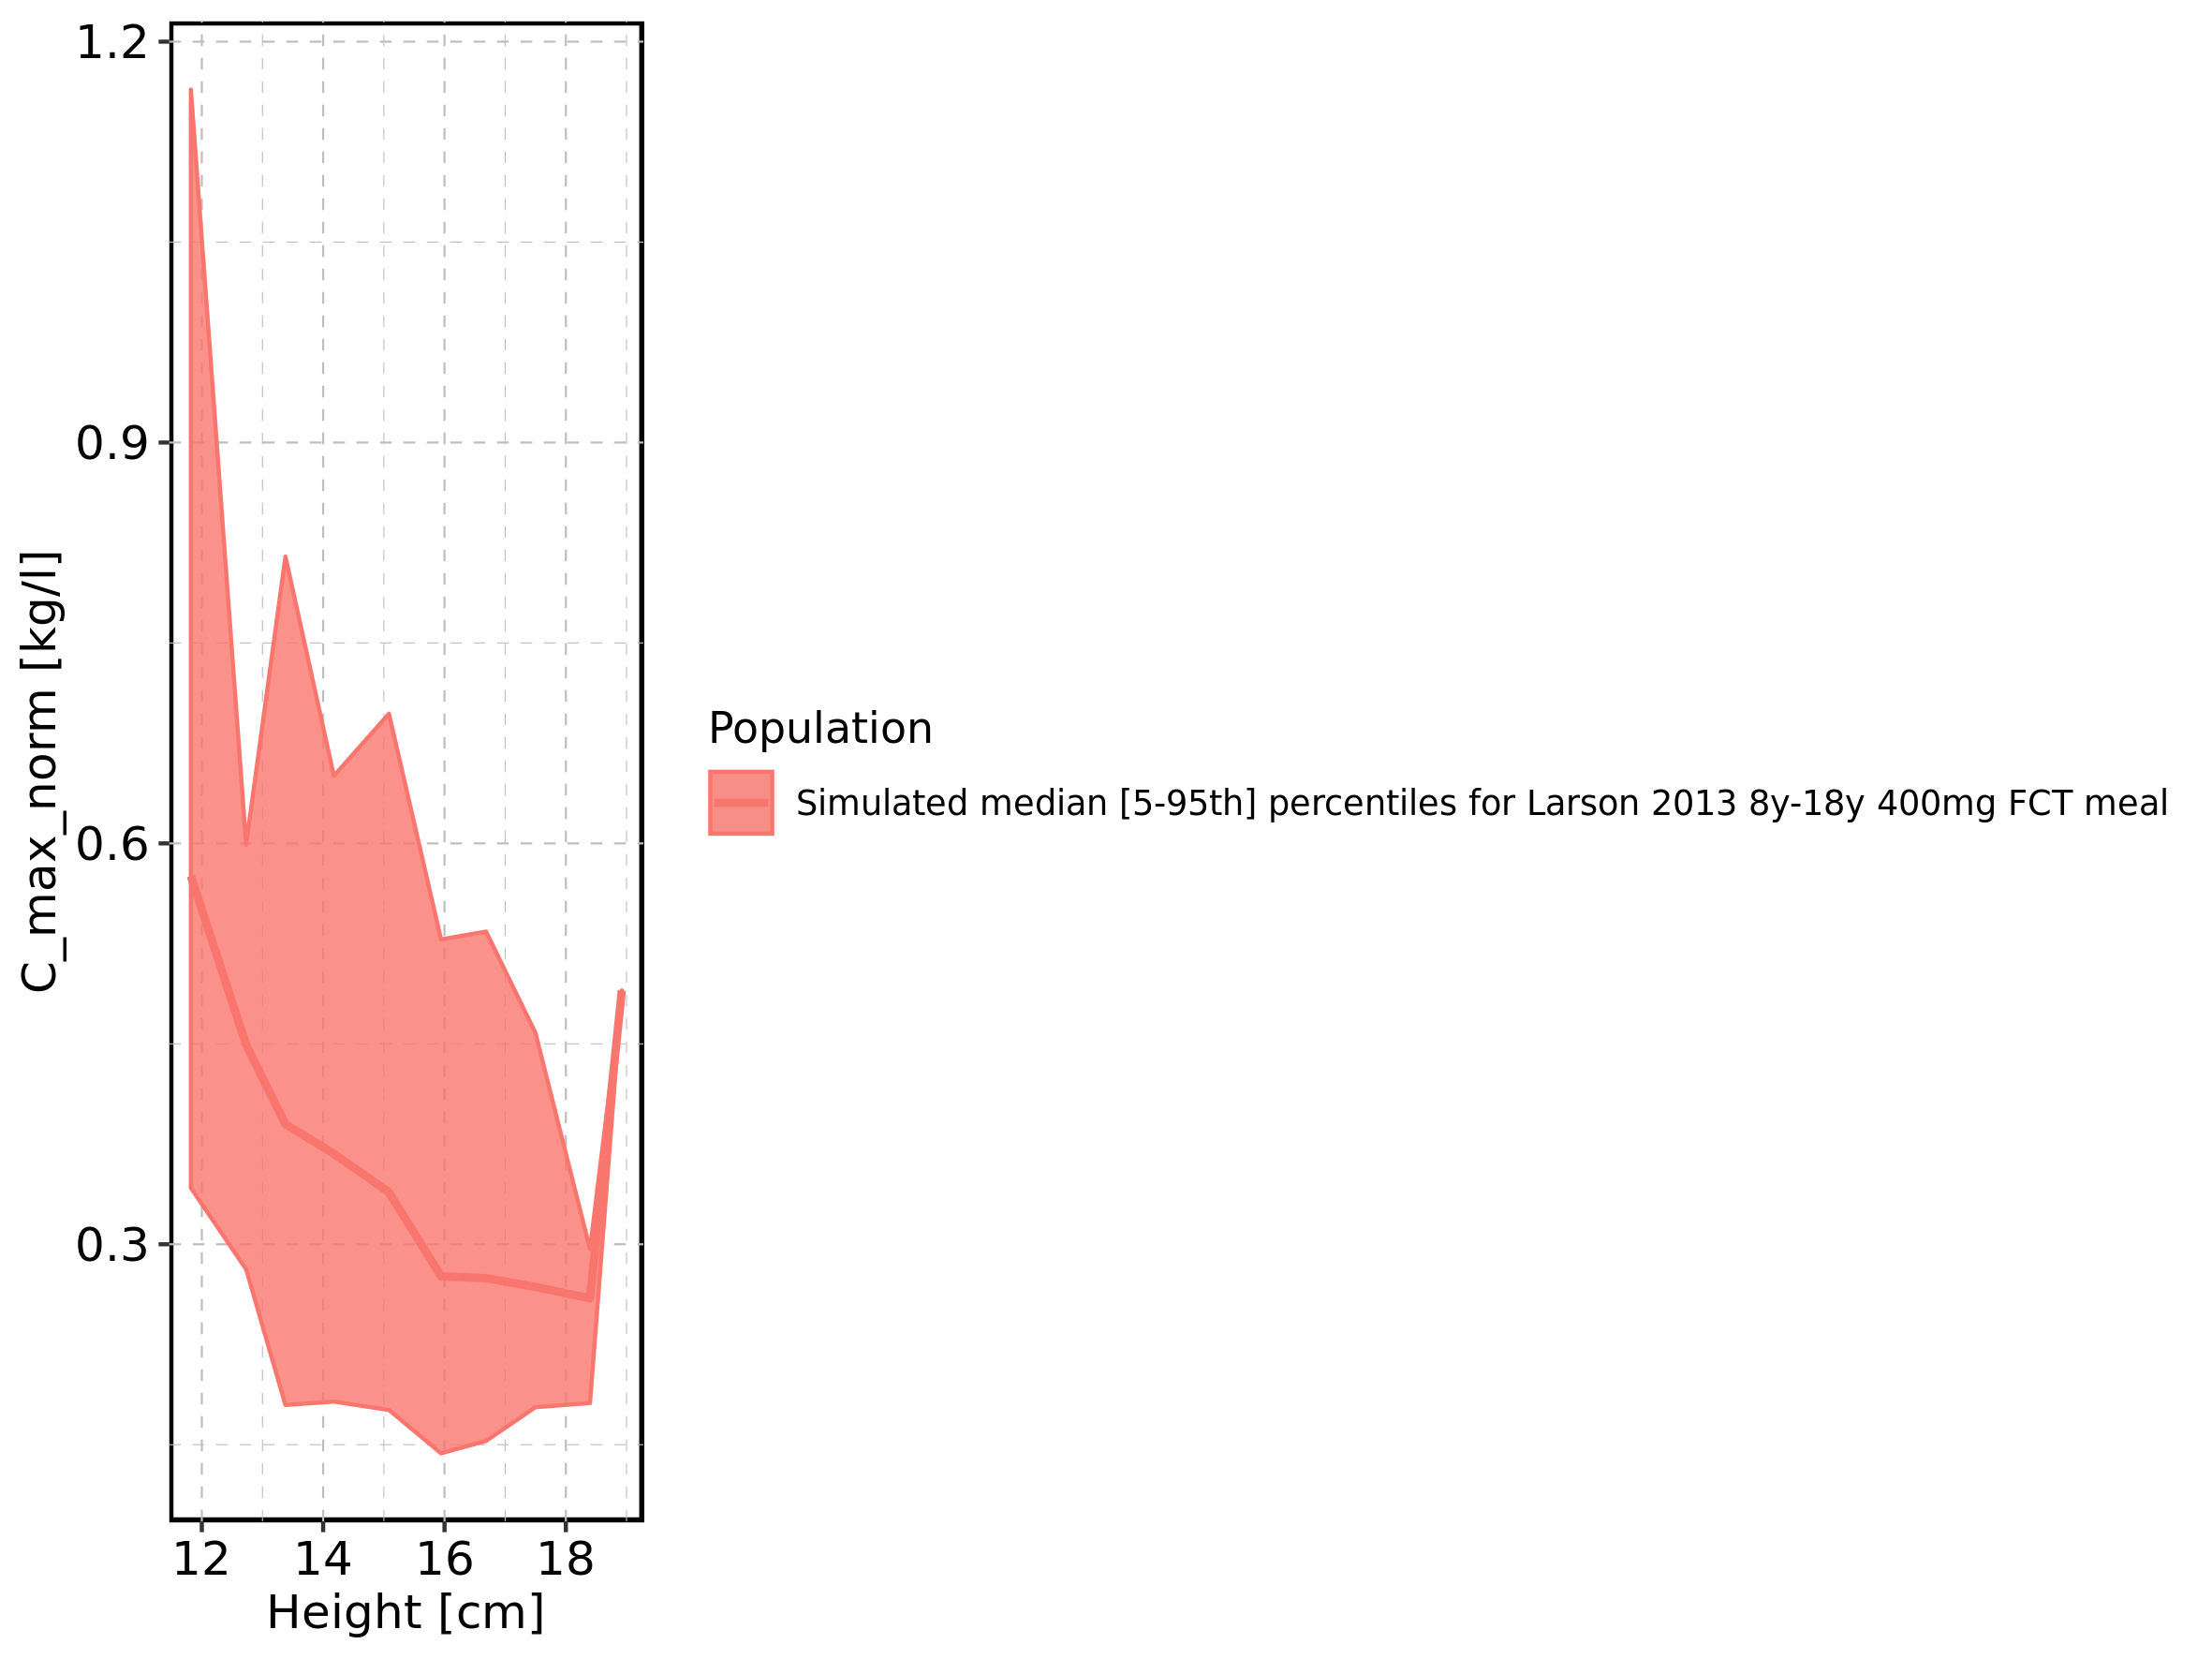 C_max_norm [kg/l]
1.2
0.9
0.6
0.3
12 14 16 18
Height [cm]
Population
Simulated median [5-95th] percentiles for Larson 2013 8y-18y 400mg FCT meal